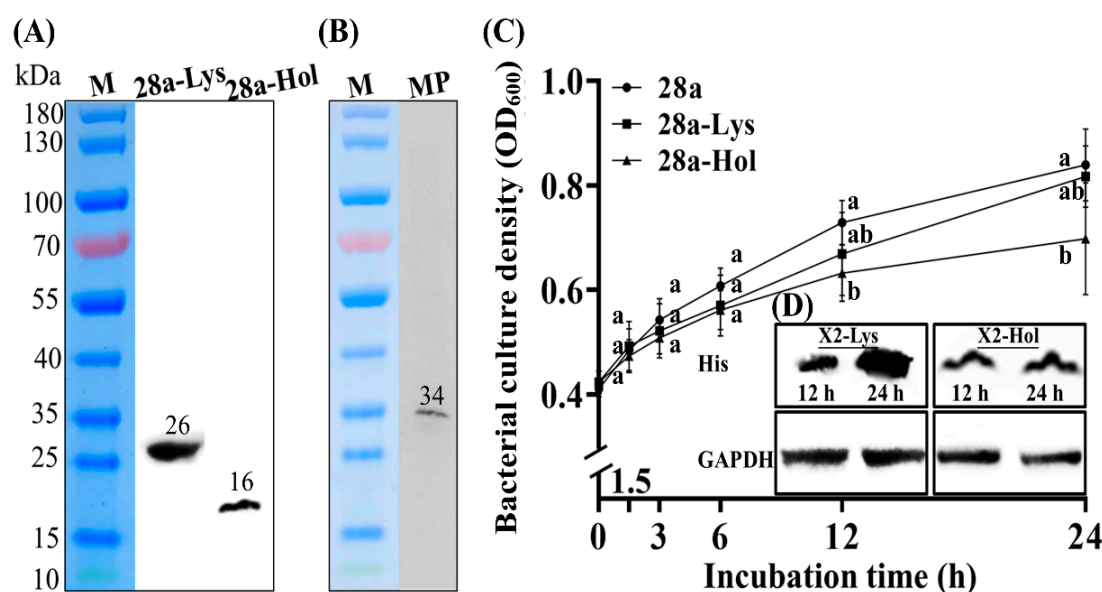 (A)
kDa
M 28a-Lys 28a-Hol
180
130
100
70
55
40
35
25
15
10
26
16
(B)
M MP
34
(C)
Bacterial culture density (OD600)
1.0
0.8
0.6
0.4
28a
28a-Lys
28a-Hol
a
a
a
a
a
a
a
a
a
a
ab
b
a
ab
b
(D)
X2-Lys X2-Hol
His
12 h 24 h 12 h 24 h
GAPDH
1.5
0 3 6 12 24
Incubation time (h)